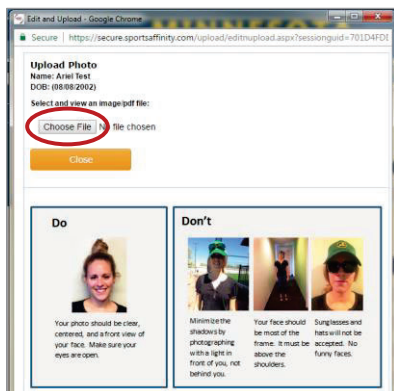 Edit and Upload - Google Chrome
Secure | https://secure.sportsaffinity.com/upload/editnupload.aspx?sessionguid=701D4FDE
Upload Photo
Name: Ariel Test
DOB: (08/08/2002)
Select and view an image/pdf file:
Choose File No file chosen
Close
Do
Your photo should be clear,
centered, and a front view of
your face. Make sure your
eyes are open.
Don't
Minimize the
shadows by
photographing
with a light in
front of you, not
behind you.
Your face should
be most of the
frame. It must be
above the
shoulders.
Sunglasses and
hats will not be
accepted. No
funny faces.